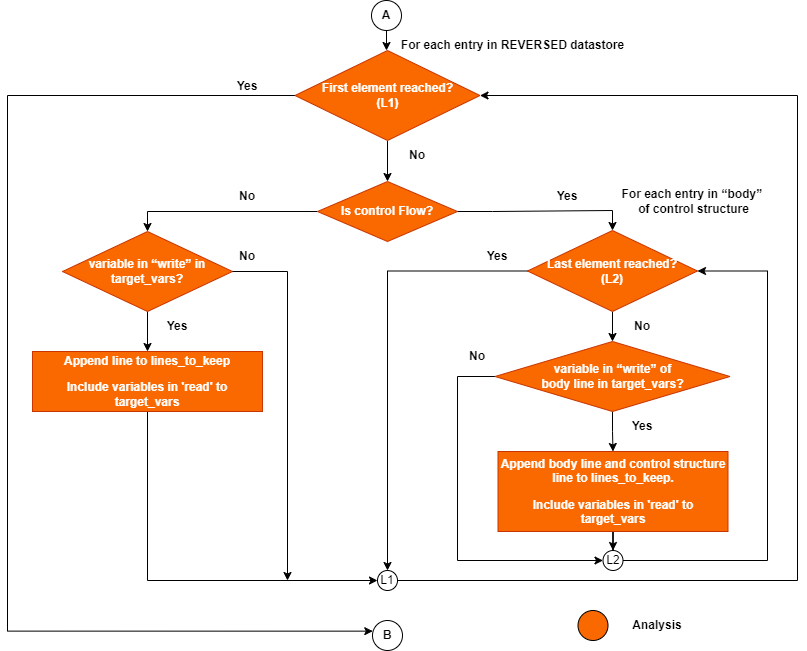 A
For each entry in REVERSED datastore
First element reached?
(L1)
Yes
No
Is control Flow?
No
Yes
For each entry in “body”
of control structure
variable in “write” in
target_vars?
No
Yes
Last element reached?
(L2)
Yes
No
Append line to lines_to_keep
Include variables in 'read' to
target_vars
variable in “write” of
body line in target_vars?
No
Yes
Append body line and control structure
line to lines_to_keep.
Include variables in 'read' to
target_vars
L2
L1
B
Analysis